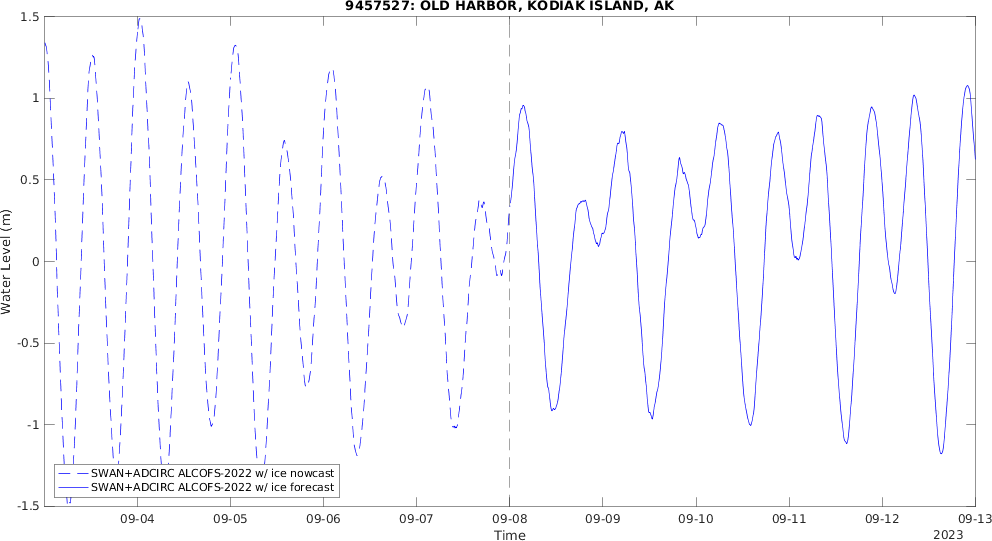 9457527: OLD HARBOR, KODIAK ISLAND, AK
1.5
1
0.5
0
-0.5
-1
-1.5
Water Level (m)
SWAN+ADCIRC ALCOFS-2022 w/ ice nowcast
SWAN+ADCIRC ALCOFS-2022 w/ ice forecast
09-04 09-05 09-06 09-07 09-08 09-09 09-10 09-11 09-12 09-13
Time
2023